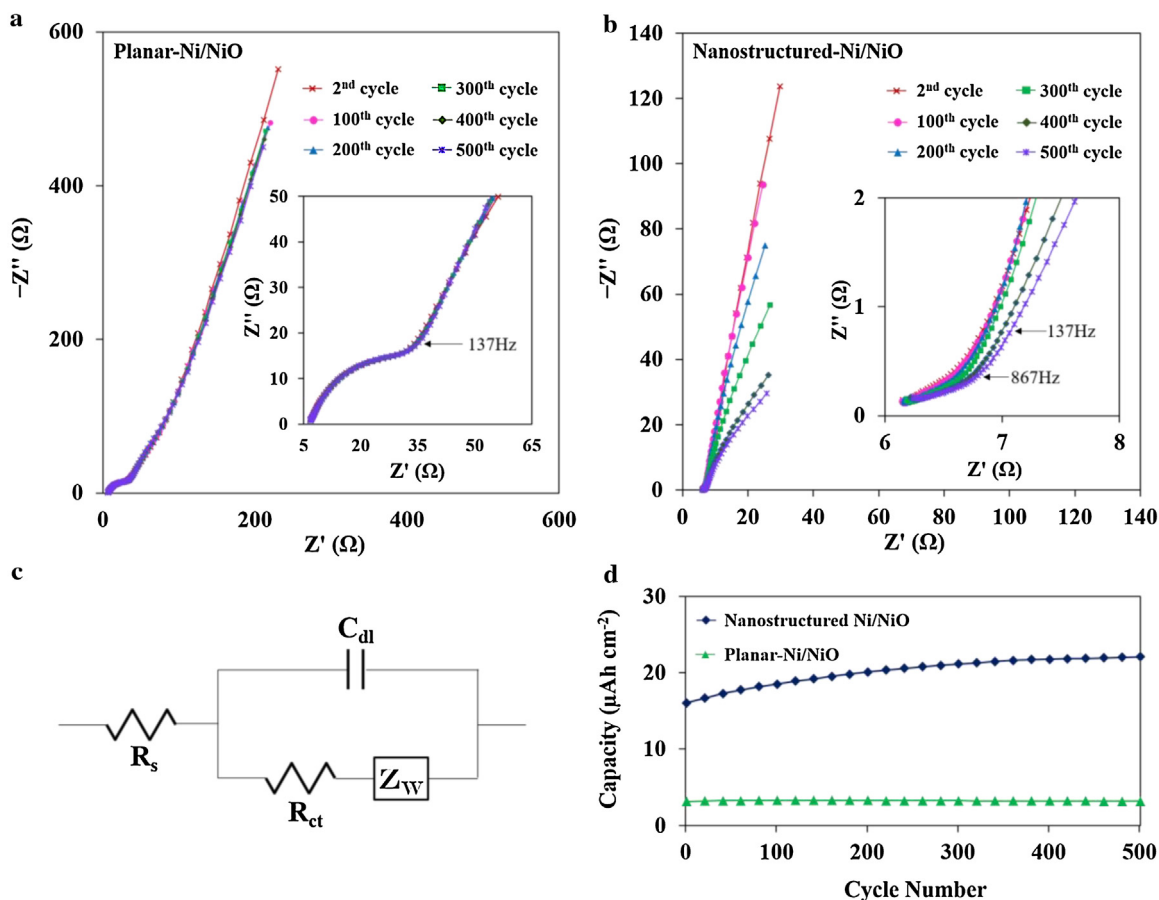 a
Planar-Ni/NiO
2nd cycle
100th cycle
200th cycle
300th cycle
400th cycle
500th cycle
−Z'' (Ω)
600
400
200
0
0 200 400 600
Z' (Ω)
Z'' (Ω)
50
40
30
20
10
0
5 15 25 35 45 55 65
Z' (Ω)
137Hz
b
Nanostructured-Ni/NiO
2nd cycle
100th cycle
200th cycle
300th cycle
400th cycle
500th cycle
−Z'' (Ω)
140
120
100
80
60
40
20
0
0 20 40 60 80 100 120 140
Z' (Ω)
Z'' (Ω)
2
1
0
6 7 8
Z' (Ω)
137Hz
867Hz
c
Cdl
Rs
Rct
ZW
d
Nanostructured Ni/NiO
Planar-Ni/NiO
Capacity (μAh cm-2)
30
20
10
0
0 100 200 300 400 500
Cycle Number